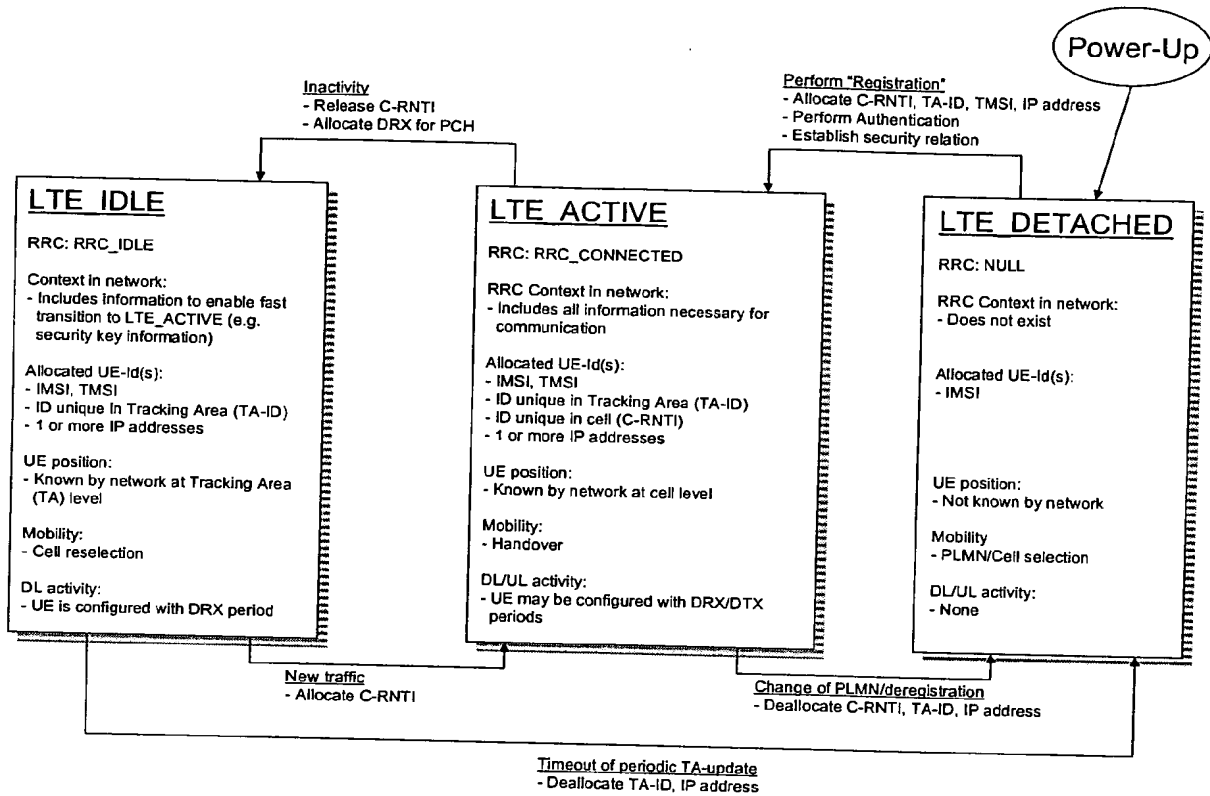 Power-Up
Inactivity
- Release C-RNTI
- Allocate DRX for PCH
Perform "Registration"
- Allocate C-RNTI, TA-ID, TMSI, IP address
- Perform Authentication
- Establish security relation
LTE_IDLE
RRC: RRC_IDLE
Context in network:
- Includes information to enable fast
transition to LTE_ACTIVE (e.g.
security key information)
Allocated UE-Id(s):
- IMSI, TMSI
- ID unique in Tracking Area (TA-ID)
- 1 or more IP addresses
UE position:
- Known by network at Tracking Area
(TA) level
Mobility:
- Cell reselection
DL activity:
- UE is configured with DRX period
LTE_ACTIVE
RRC: RRC_CONNECTED
RRC Context in network:
- Includes all information necessary for
communication
Allocated UE-Id(s):
- IMSI, TMSI
- ID unique in Tracking Area (TA-ID)
- ID unique in cell (C-RNTI)
- 1 or more IP addresses
UE position:
- Known by network at cell level
Mobility:
- Handover
DL/UL activity:
- UE may be configured with DRX/DTX
periods
LTE_DETACHED
RRC: NULL
RRC Context in network:
- Does not exist
Allocated UE-Id(s):
- IMSI
UE position:
- Not known by network
Mobility
- PLMN/Cell selection
DL/UL activity:
- None
New traffic
- Allocate C-RNTI
Change of PLMN/deregistration
- Deallocate C-RNTI, TA-ID, IP address
Timeout of periodic TA-update
- Deallocate TA-ID, IP address